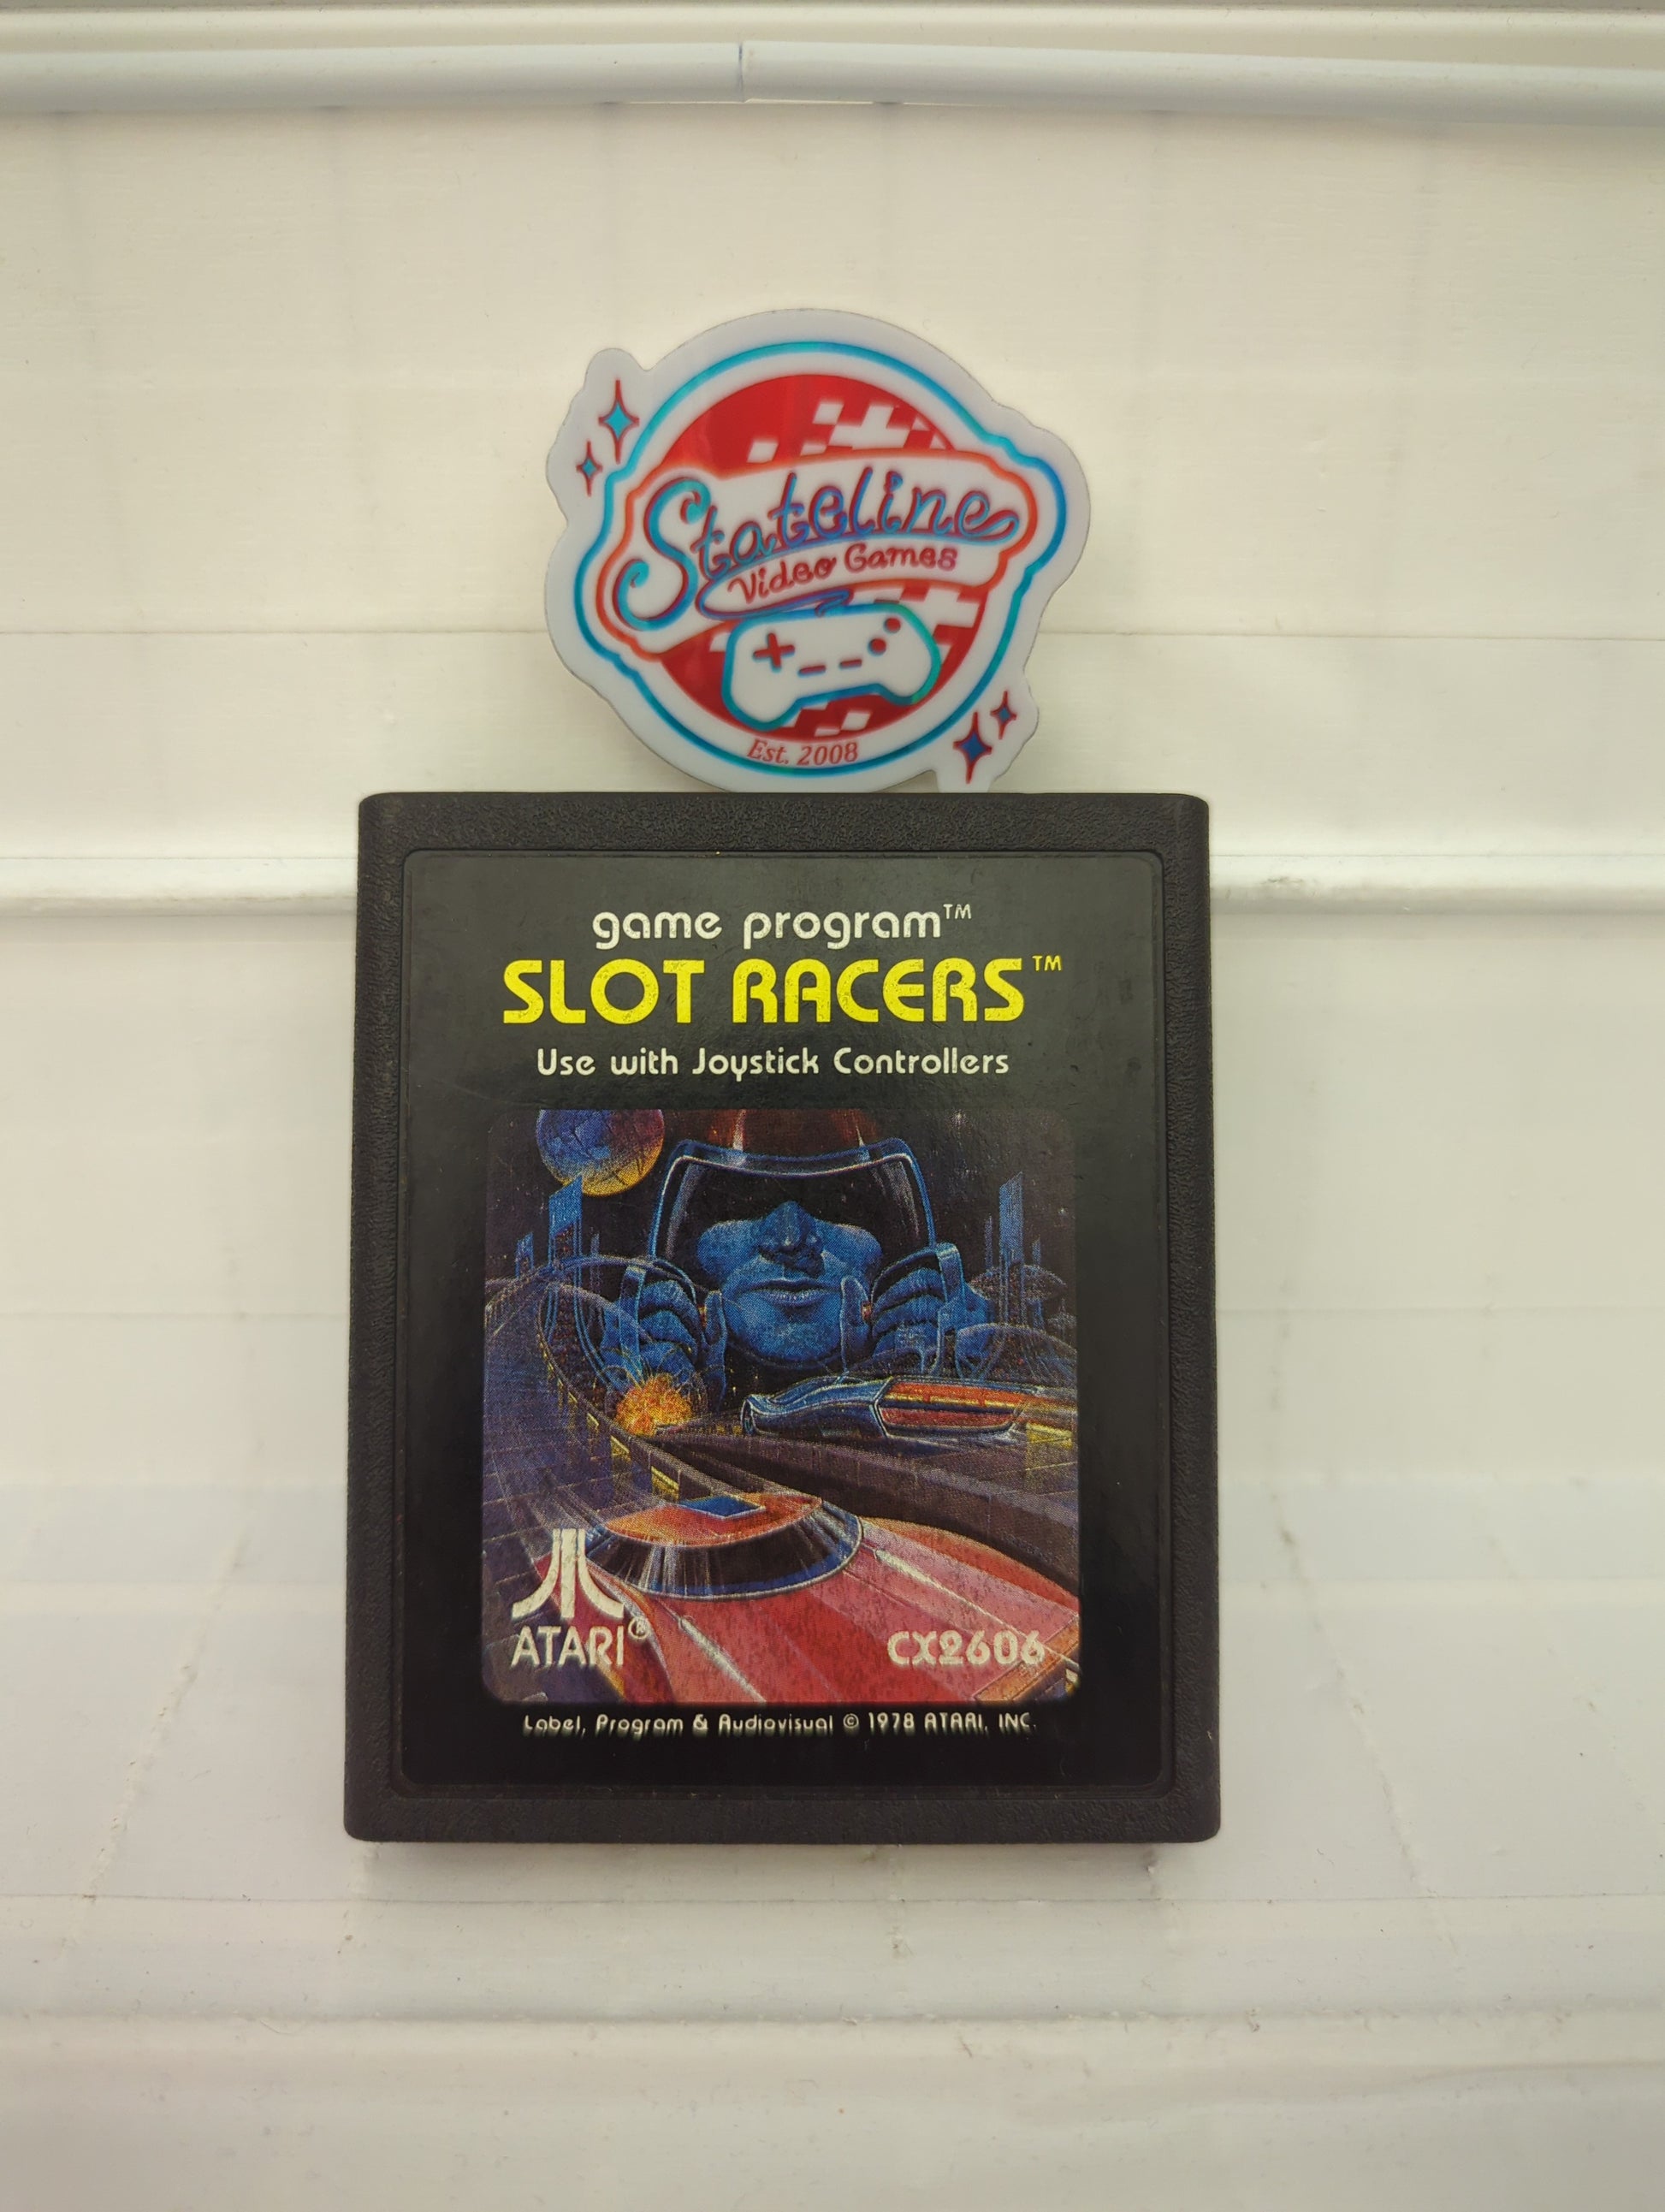 Stateline
Video Games
Est. 2008
game program™
SLOT RACERS™
Use with Joystick Controllers
ATARI®
CX2606
Label, Program & Audiovisual © 1978 ATARI, INC.